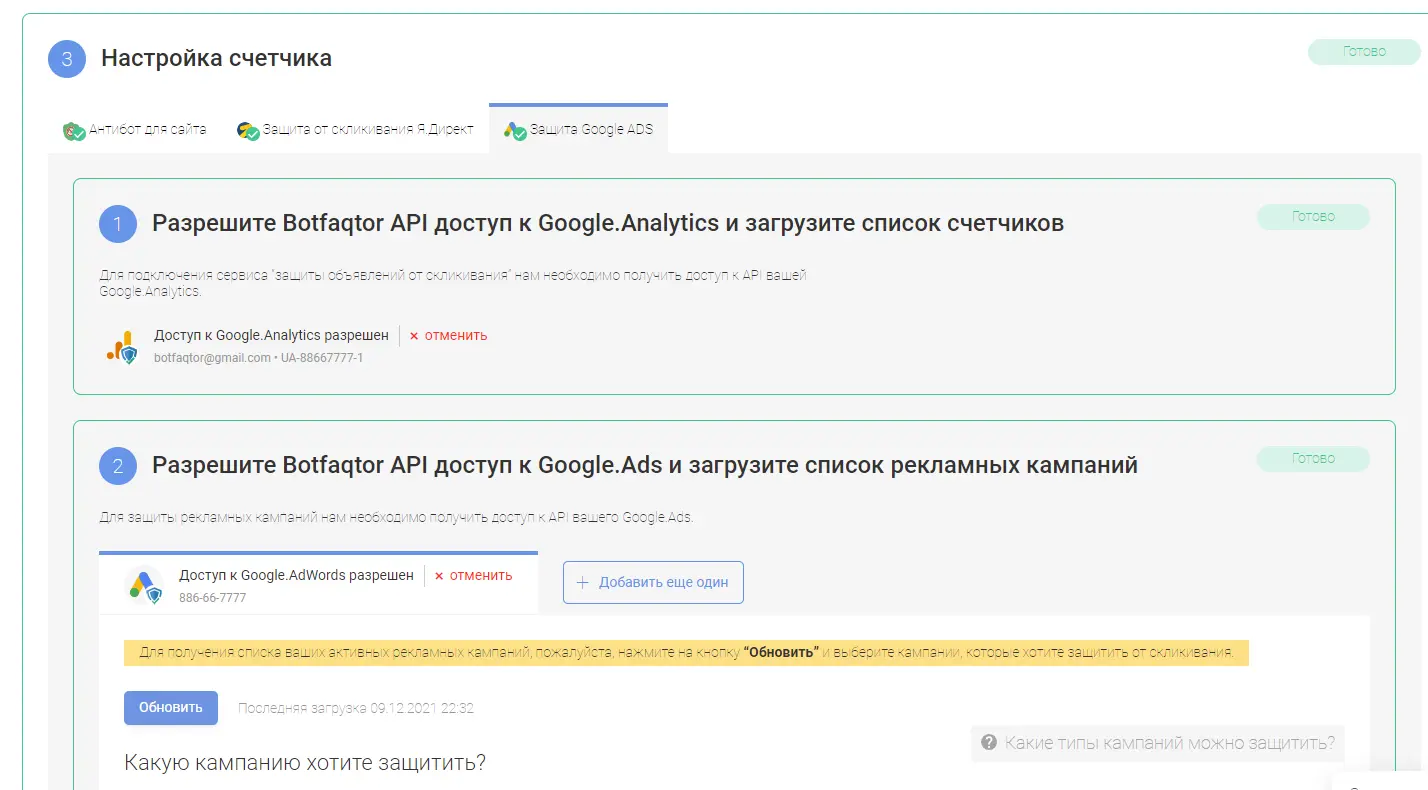 3 Настройка счетчика Готово
Антибот для сайта Защита от скликивания Я.Директ Защита Google ADS
1 Разрешите Botfaqtor API доступ к Google.Analytics и загрузите список счетчиков Готово
Для подключения сервиса "защиты объявлений от скликивания" нам необходимо получить доступ к API вашей
Google.Analytics.
Доступ к Google.Analytics разрешен × отменить
botfaqtor@gmail.com • UA-88667777-1
2 Разрешите Botfaqtor API доступ к Google.Ads и загрузите список рекламных кампаний Готово
Для защиты рекламных кампаний нам необходимо получить доступ к API вашего Google.Ads.
Доступ к Google.AdWords разрешен × отменить
886-66-7777
+ Добавить еще один
Для получения списка ваших активных рекламных кампаний, пожалуйста, нажмите на кнопку “Обновить” и выберите кампании, которые хотите защитить от скликивания.
Обновить Последняя загрузка 09.12.2021 22:32
? Какие типы кампаний можно защитить?
Какую кампанию хотите защитить?